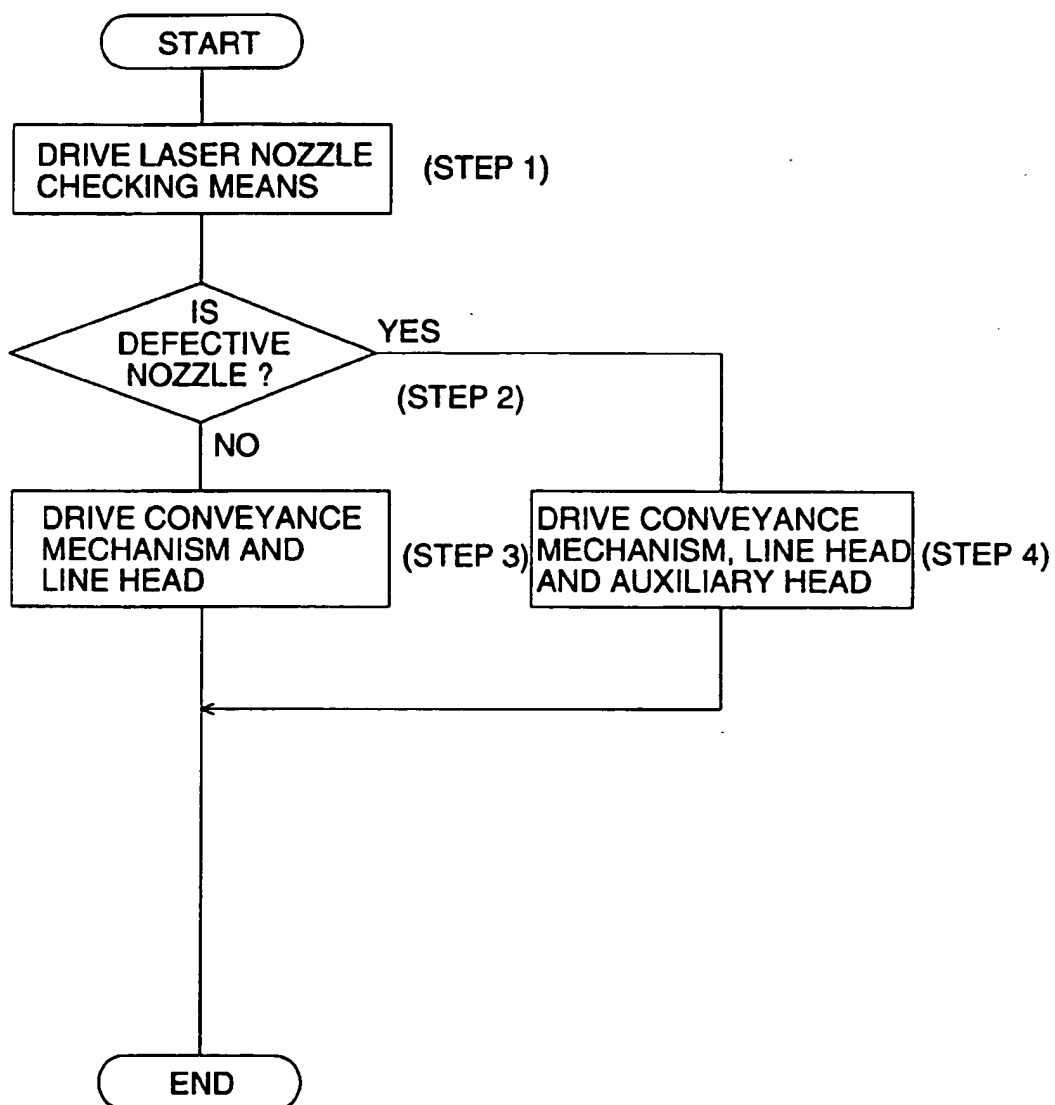 START
DRIVE LASER NOZZLE
CHECKING MEANS
(STEP 1)
IS
DEFECTIVE
NOZZLE ?
YES
(STEP 2)
NO
DRIVE CONVEYANCE
MECHANISM AND
LINE HEAD
(STEP 3)
DRIVE CONVEYANCE
MECHANISM, LINE HEAD
AND AUXILIARY HEAD
(STEP 4)
END